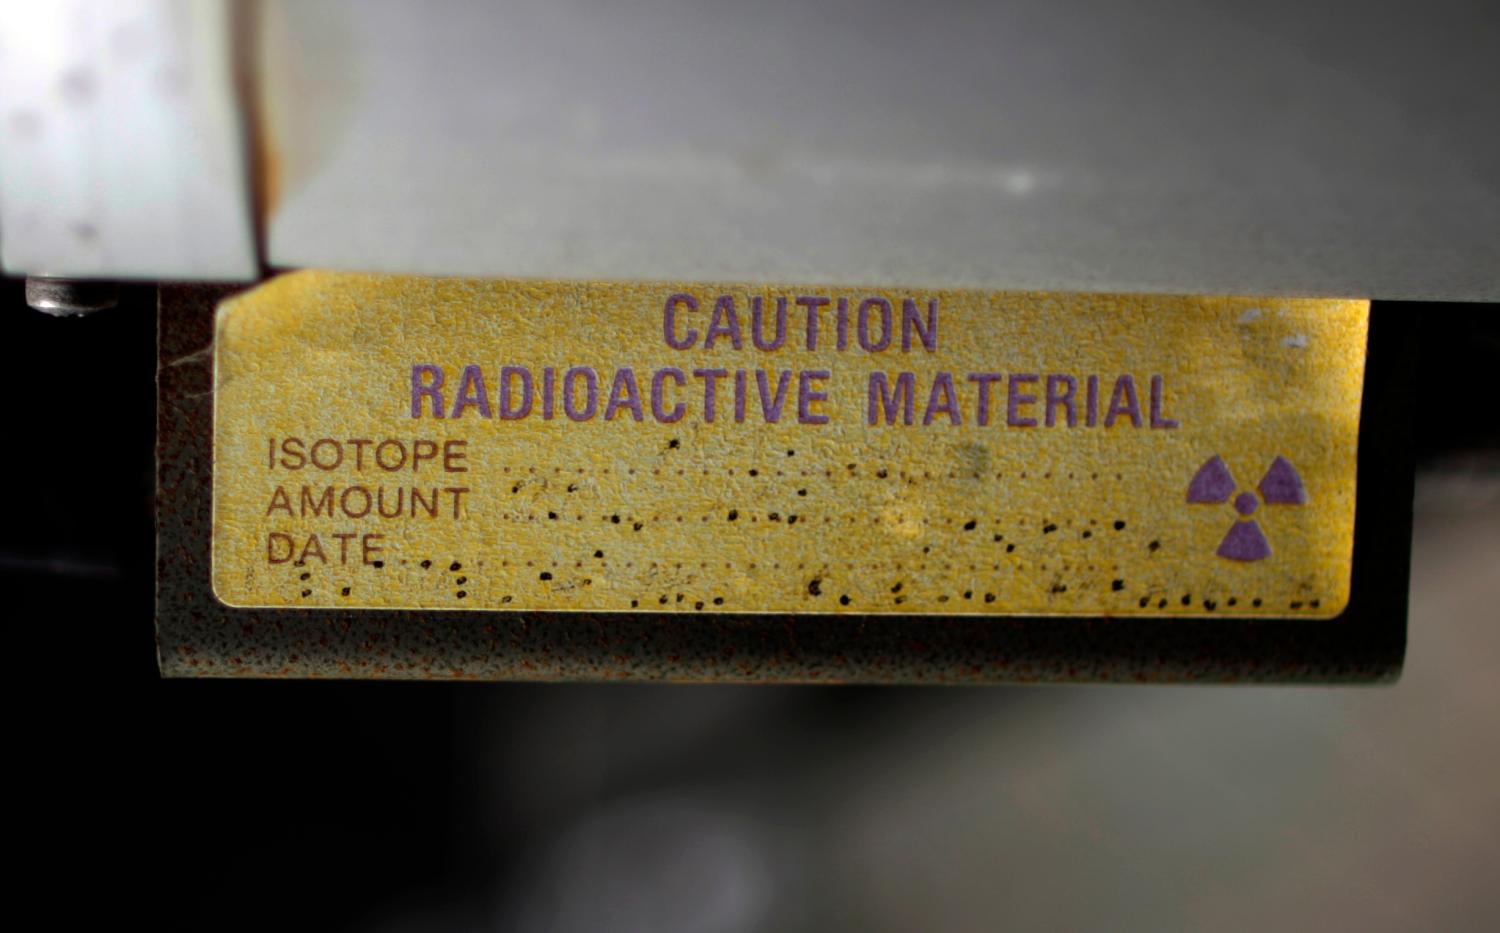 CAUTION
RADIOACTIVE MATERIAL
ISOTOPE
AMOUNT
DATE